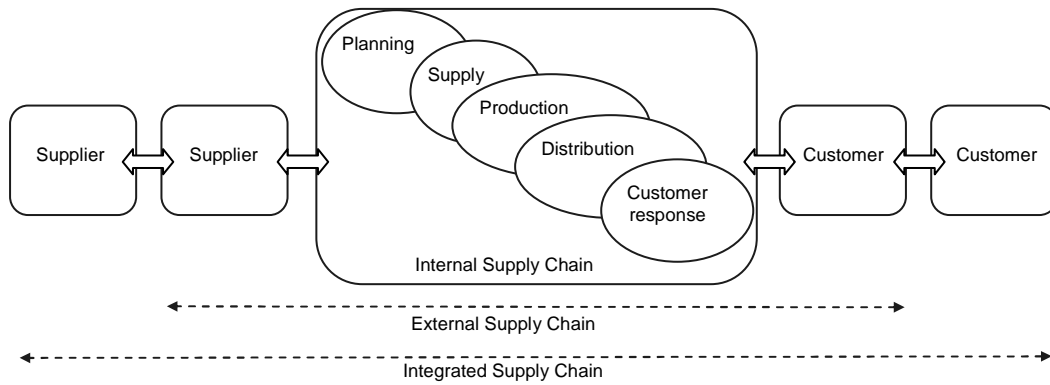 Planning
Supply
Production
Distribution
Customer
response
Supplier
Supplier
Customer
Customer
Internal Supply Chain
External Supply Chain
Integrated Supply Chain